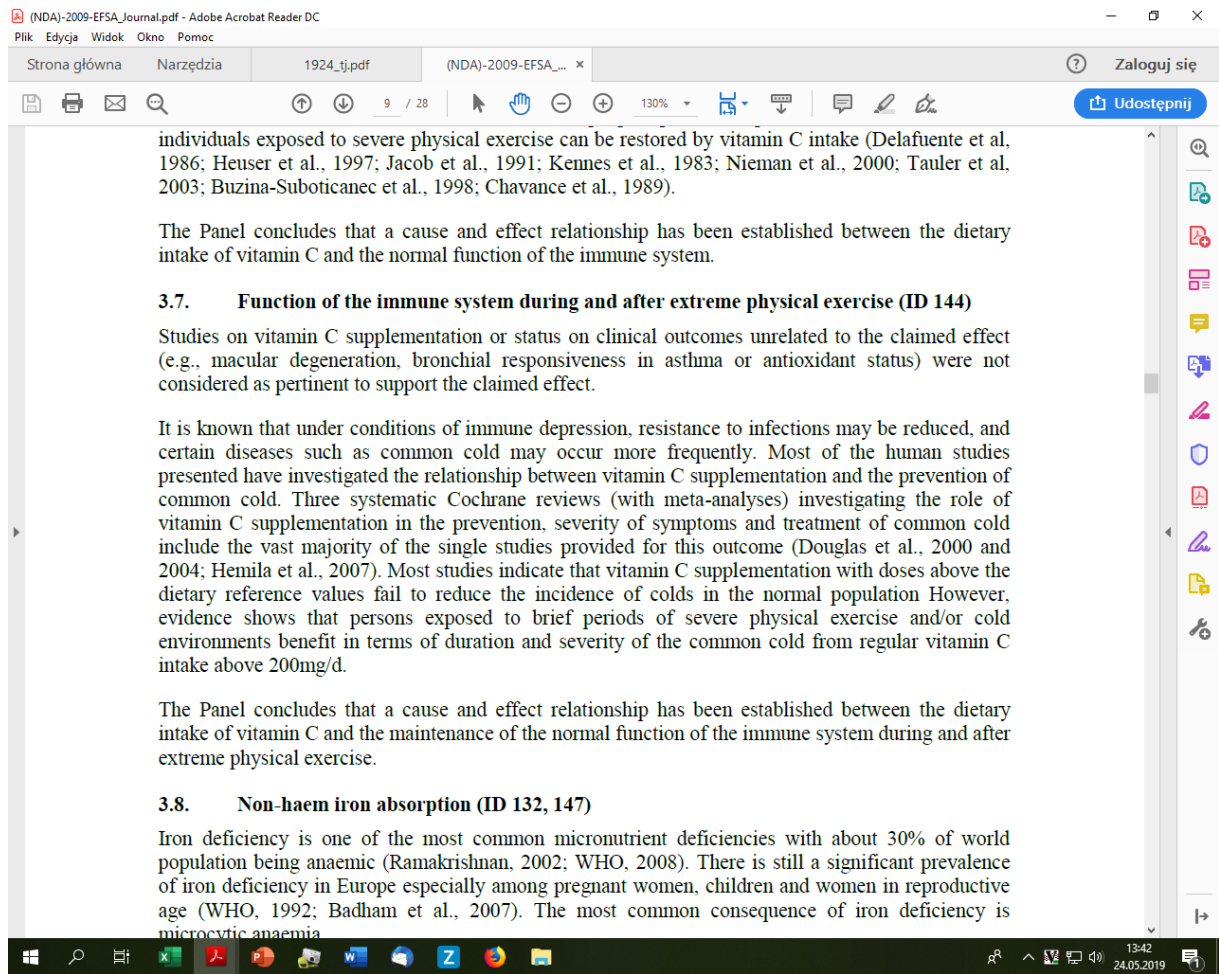 (NDA)-2009-EFSA_Journal.pdf - Adobe Acrobat Reader DC
Plik Edycja Widok Okno Pomoc
Strona główna Narzędzia 1924_tj.pdf (NDA)-2009-EFSA_... × Zaloguj się
9 / 28 130% Udostępnij
individuals exposed to severe physical exercise can be restored by vitamin C intake (Delafuente et al,
1986; Heuser et al., 1997; Jacob et al., 1991; Kennes et al., 1983; Nieman et al., 2000; Tauler et al,
2003; Buzina-Suboticanec et al., 1998; Chavance et al., 1989).
The Panel concludes that a cause and effect relationship has been established between the dietary
intake of vitamin C and the normal function of the immune system.
3.7. Function of the immune system during and after extreme physical exercise (ID 144)
Studies on vitamin C supplementation or status on clinical outcomes unrelated to the claimed effect
(e.g., macular degeneration, bronchial responsiveness in asthma or antioxidant status) were not
considered as pertinent to support the claimed effect.
It is known that under conditions of immune depression, resistance to infections may be reduced, and
certain diseases such as common cold may occur more frequently. Most of the human studies
presented have investigated the relationship between vitamin C supplementation and the prevention of
common cold. Three systematic Cochrane reviews (with meta-analyses) investigating the role of
vitamin C supplementation in the prevention, severity of symptoms and treatment of common cold
include the vast majority of the single studies provided for this outcome (Douglas et al., 2000 and
2004; Hemila et al., 2007). Most studies indicate that vitamin C supplementation with doses above the
dietary reference values fail to reduce the incidence of colds in the normal population However,
evidence shows that persons exposed to brief periods of severe physical exercise and/or cold
environments benefit in terms of duration and severity of the common cold from regular vitamin C
intake above 200mg/d.
The Panel concludes that a cause and effect relationship has been established between the dietary
intake of vitamin C and the maintenance of the normal function of the immune system during and after
extreme physical exercise.
3.8. Non-haem iron absorption (ID 132, 147)
Iron deficiency is one of the most common micronutrient deficiencies with about 30% of world
population being anaemic (Ramakrishnan, 2002; WHO, 2008). There is still a significant prevalence
of iron deficiency in Europe especially among pregnant women, children and women in reproductive
age (WHO, 1992; Badham et al., 2007). The most common consequence of iron deficiency is
microcytic anaemia
13:42
24.05.2019